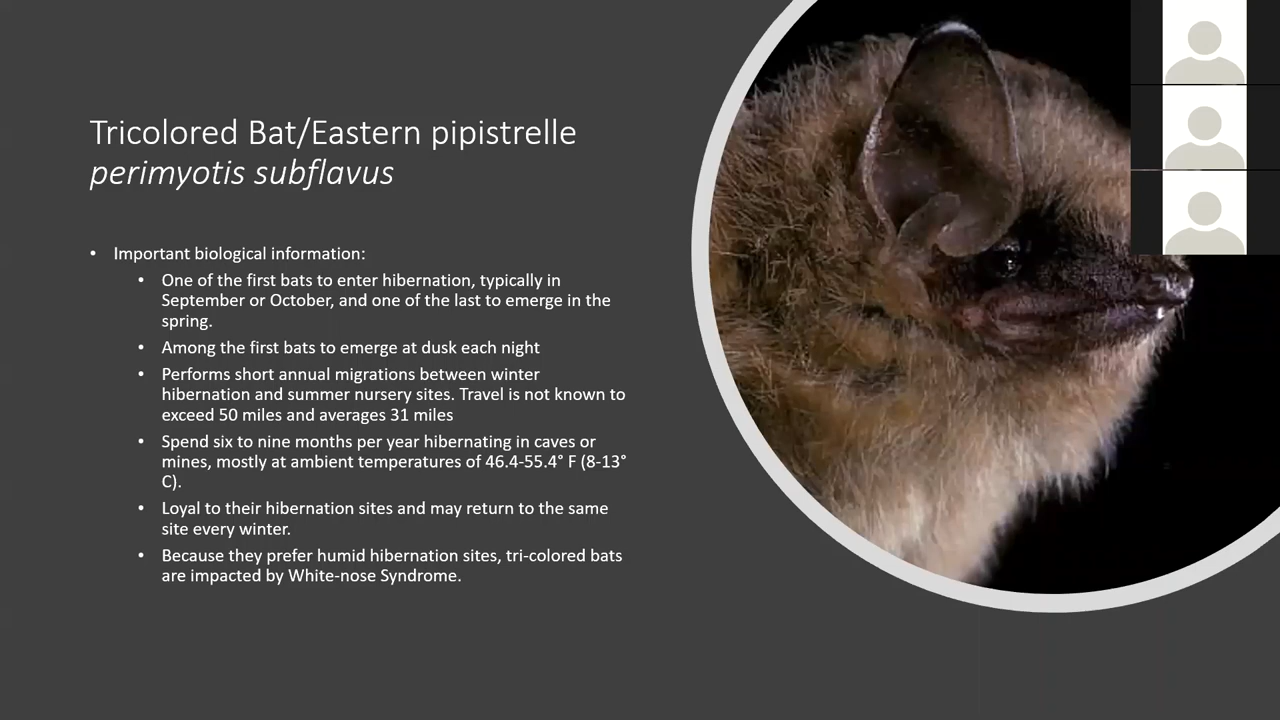 Tricolored Bat/Eastern pipistrelle
perimyotis subflavus
• Important biological information:
• One of the first bats to enter hibernation, typically in
September or October, and one of the last to emerge in the
spring.
• Among the first bats to emerge at dusk each night
• Performs short annual migrations between winter
hibernation and summer nursery sites. Travel is not known to
exceed 50 miles and averages 31 miles
• Spend six to nine months per year hibernating in caves or
mines, mostly at ambient temperatures of 46.4-55.4° F (8-13°
C).
• Loyal to their hibernation sites and may return to the same
site every winter.
• Because they prefer humid hibernation sites, tri-colored bats
are impacted by White-nose Syndrome.